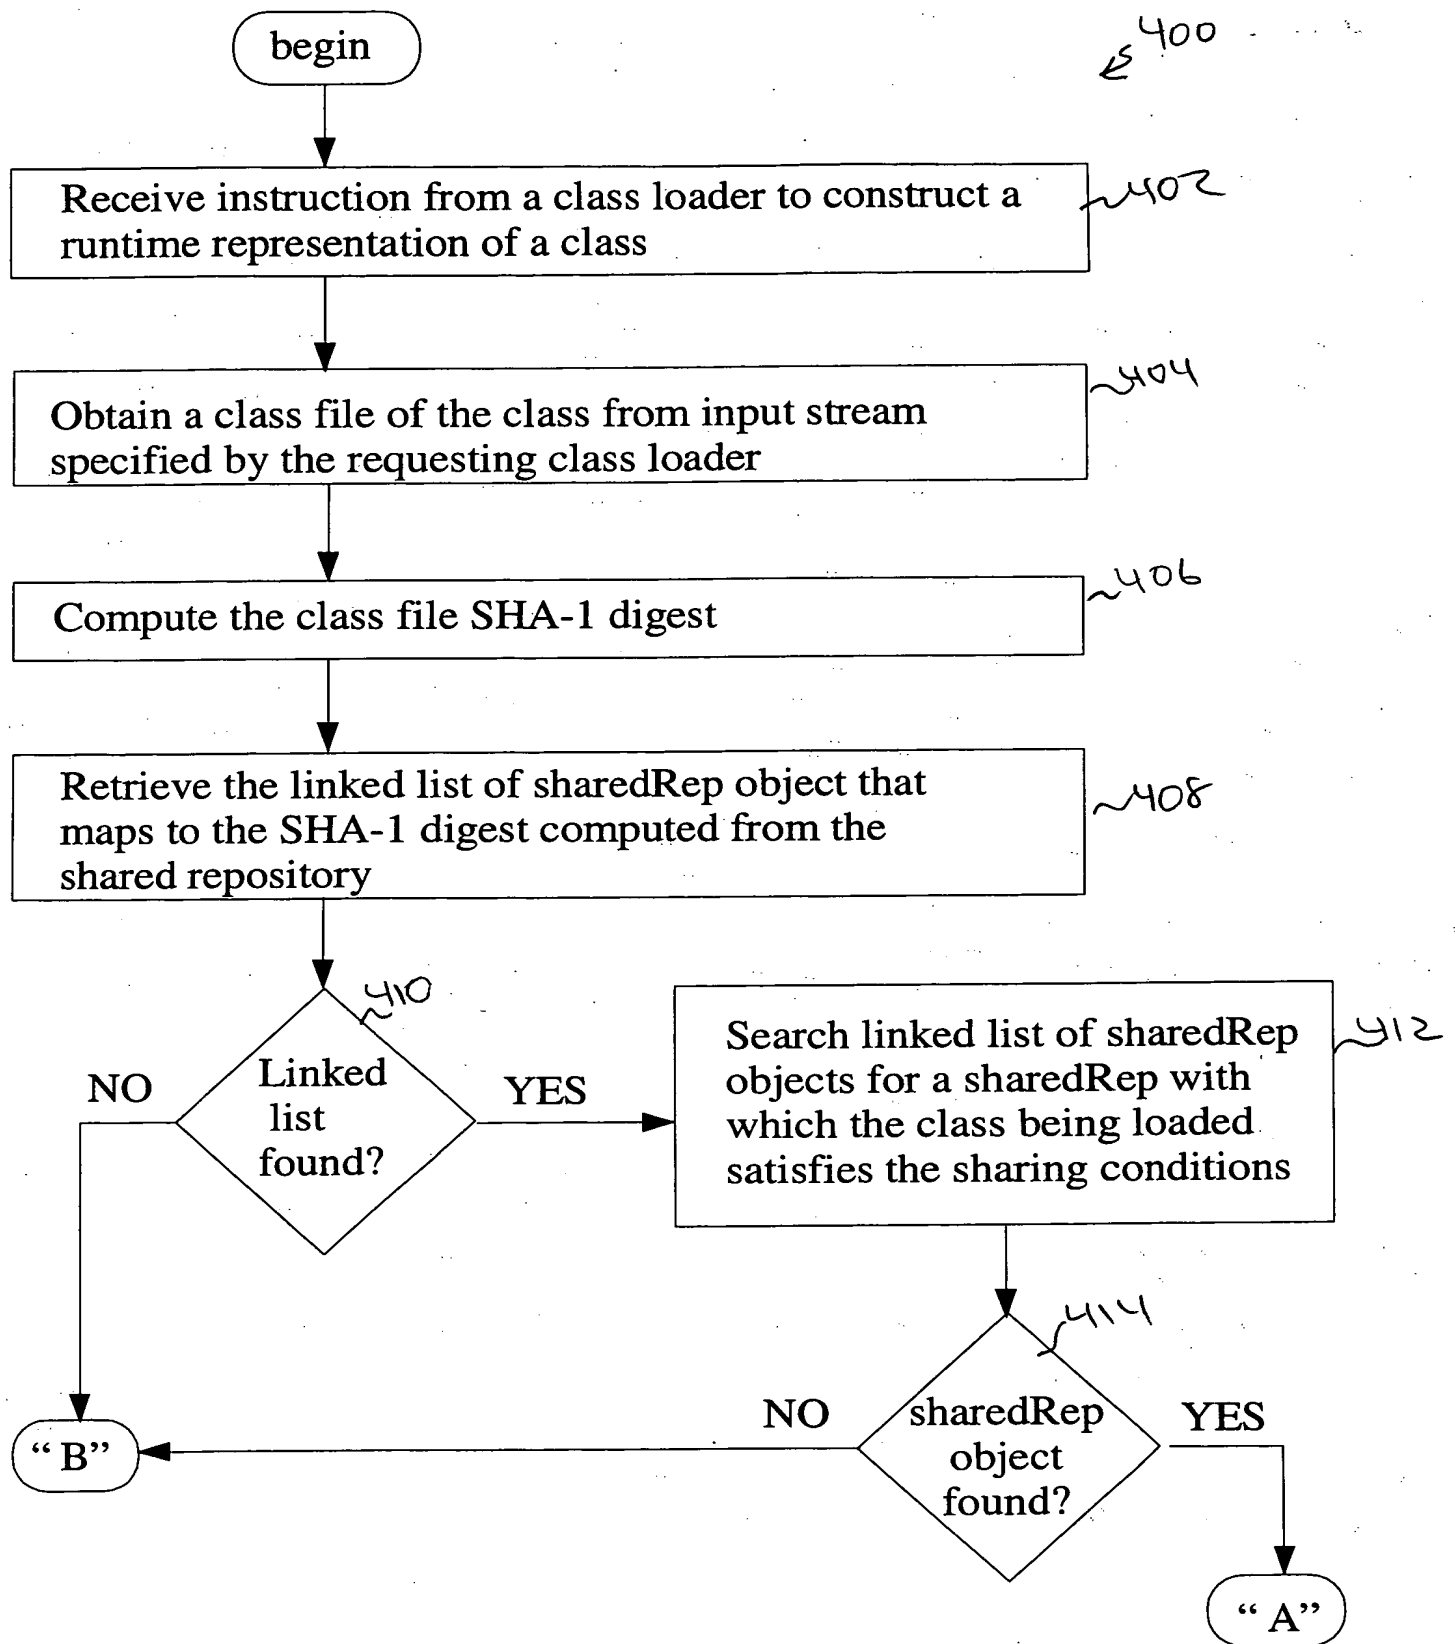 begin
400
Receive instruction from a class loader to construct a
runtime representation of a class
402
Obtain a class file of the class from input stream
specified by the requesting class loader
404
Compute the class file SHA-1 digest
406
Retrieve the linked list of sharedRep object that
maps to the SHA-1 digest computed from the
shared repository
408
410
Linked
list
found?
NO
YES
Search linked list of sharedRep
objects for a sharedRep with
which the class being loaded
satisfies the sharing conditions
412
414
sharedRep
object
found?
NO
YES
“B”
“A”